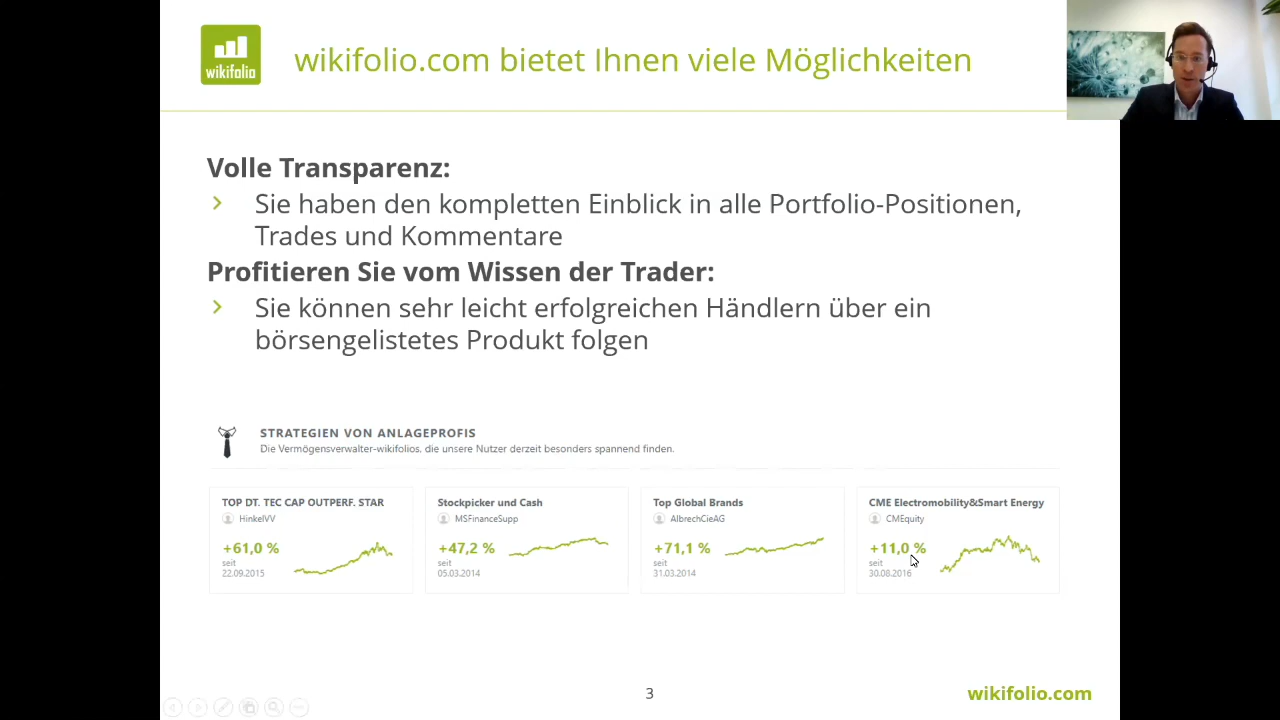 wikifolio
wikifolio.com bietet Ihnen viele Möglichkeiten
Volle Transparenz:
Sie haben den kompletten Einblick in alle Portfolio-Positionen,
Trades und Kommentare
Profitieren Sie vom Wissen der Trader:
Sie können sehr leicht erfolgreichen Händlern über ein
börsengelistetes Produkt folgen
STRATEGIEN VON ANLAGEPROFIS
Die Vermögensverwalter-wikifolios, die unsere Nutzer derzeit besonders spannend finden.
TOP DT. TEC CAP OUTPERF. STAR
HinkelVV
+61,0 %
seit
22.09.2015
Stockpicker und Cash
MSFinanceSupp
+47,2 %
seit
05.03.2014
Top Global Brands
AlbrechCieAG
+71,1 %
seit
31.03.2014
CME Electromobility&Smart Energy
CMEquity
+11,0 %
seit
30.08.2016
3
wikifolio.com